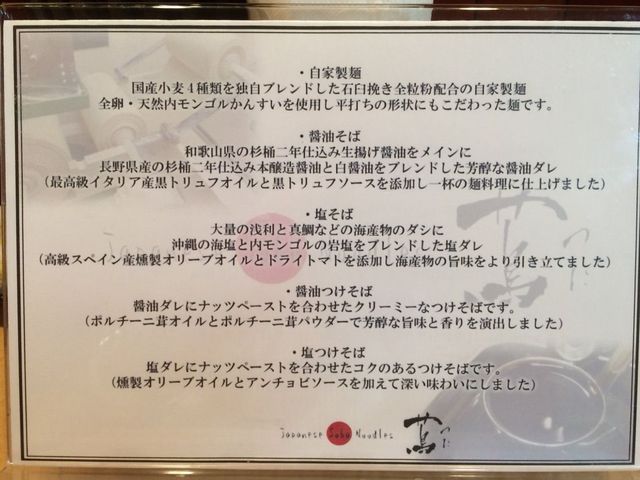 ・自家製麺
国産小麦4種類を独自ブレンドした石臼挽き全粒粉配合の自家製麺
全卵・天然内モンゴルかんすいを使用し平打ちの形状にもこだわった麺です。
・醤油そば
和歌山県の杉桶二年仕込み生揚げ醤油をメインに
長野県産の杉桶二年仕込み本醸造醤油と白醤油をブレンドした芳醇な醤油ダレ
(最高級イタリア産黒トリュフオイルと黒トリュフソースを添加し一杯の麺料理に仕上げました)
・塩そば
大量の浅利と真鯛などの海産物のダシに
沖縄の海塩と内モンゴルの岩塩をブレンドした塩ダレ
(高級スペイン産燻製オリーブオイルとドライトマトを添加し海産物の旨味をより引き立てました)
・醤油つけそば
醤油ダレにナッツペーストを合わせたクリーミーなつけそばです。
(ポルチーニ茸オイルとポルチーニ茸パウダーで芳醇な旨味と香りを演出しました)
・塩つけそば
塩ダレにナッツペーストを合わせたコクのあるつけそばです。
(燻製オリーブオイルとアンチョビソースを加えて深い味わいにしました)
Japanese Soba Noodles 蔦 つた